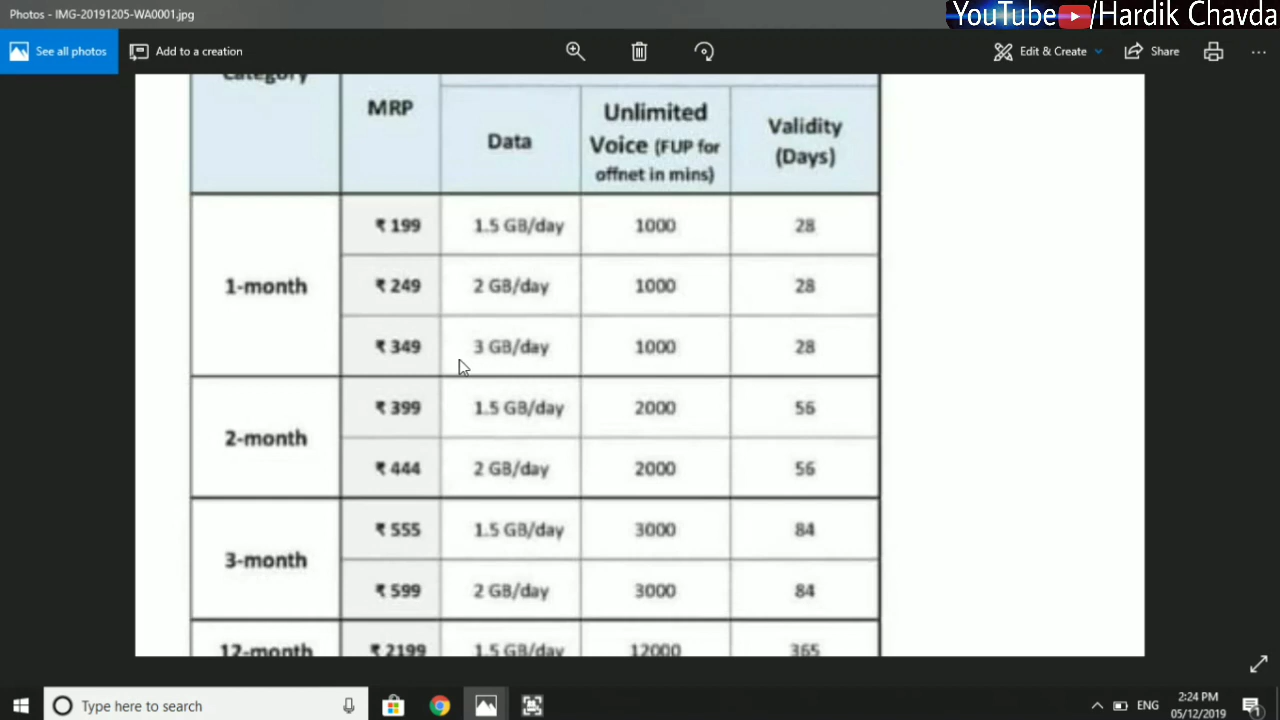 Photos - IMG-20191205-WA0001.jpg
YouTube /Hardik Chavda
See all photos
Add to a creation
Edit & Create
Share
Category
MRP
Data
Unlimited
Voice (FUP for
offnet in mins)
Validity
(Days)
1-month
₹ 199 1.5 GB/day 1000 28
₹ 249 2 GB/day 1000 28
₹ 349 3 GB/day 1000 28
2-month
₹ 399 1.5 GB/day 2000 56
₹ 444 2 GB/day 2000 56
3-month
₹ 555 1.5 GB/day 3000 84
₹ 599 2 GB/day 3000 84
12-month ₹ 2199 1.5 GB/day 12000 365
Type here to search
ENG
2:24 PM
05/12/2019
1